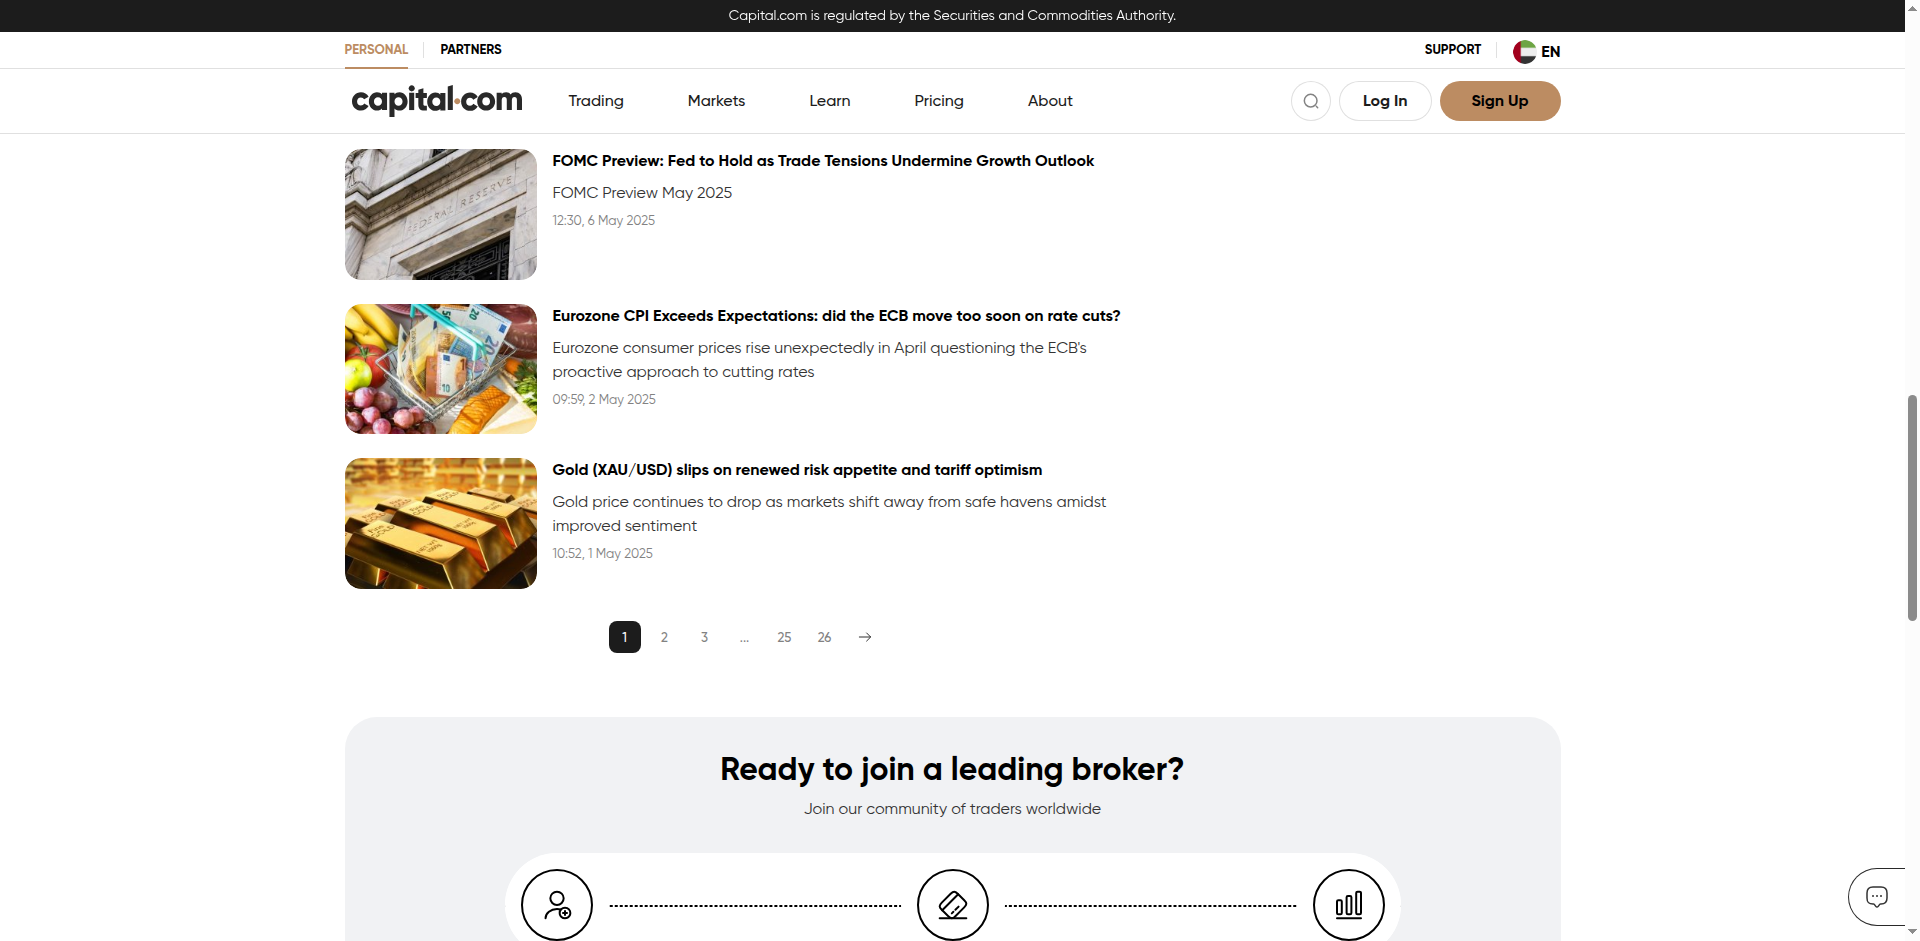 Capital.com is regulated by the Securities and Commodities Authority.
PERSONAL
PARTNERS
SUPPORT
EN
capital.com
Trading
Markets
Learn
Pricing
About
Log In
Sign Up
FEDERAL RESERVE
FOMC Preview: Fed to Hold as Trade Tensions Undermine Growth Outlook
FOMC Preview May 2025
12:30, 6 May 2025
Eurozone CPI Exceeds Expectations: did the ECB move too soon on rate cuts?
Eurozone consumer prices rise unexpectedly in April questioning the ECB's
proactive approach to cutting rates
09:59, 2 May 2025
Gold (XAU/USD) slips on renewed risk appetite and tariff optimism
Gold price continues to drop as markets shift away from safe havens amidst
improved sentiment
10:52, 1 May 2025
1 2 3 ... 25 26
Ready to join a leading broker?
Join our community of traders worldwide